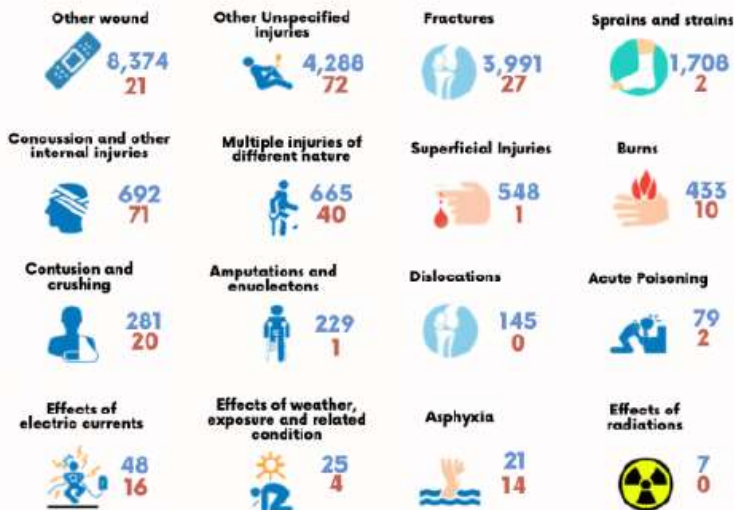 Other wound
8,374
21
Other Unspecified
injuries
4,288
72
Fractures
3,991
27
Sprains and strains
1,708
2
Concussion and other
internal injuries
692
71
Multiple injuries of
different nature
665
40
Superficial Injuries
548
1
Burns
433
10
Contusion and
crushing
281
20
Amputations and
enucleatons
229
1
Dislocations
145
0
Acute Poisoning
79
2
Effects of
electric currents
48
16
Effects of weather,
exposure and related
condition
25
4
Asphyxia
21
14
Effects of
radiations
7
0